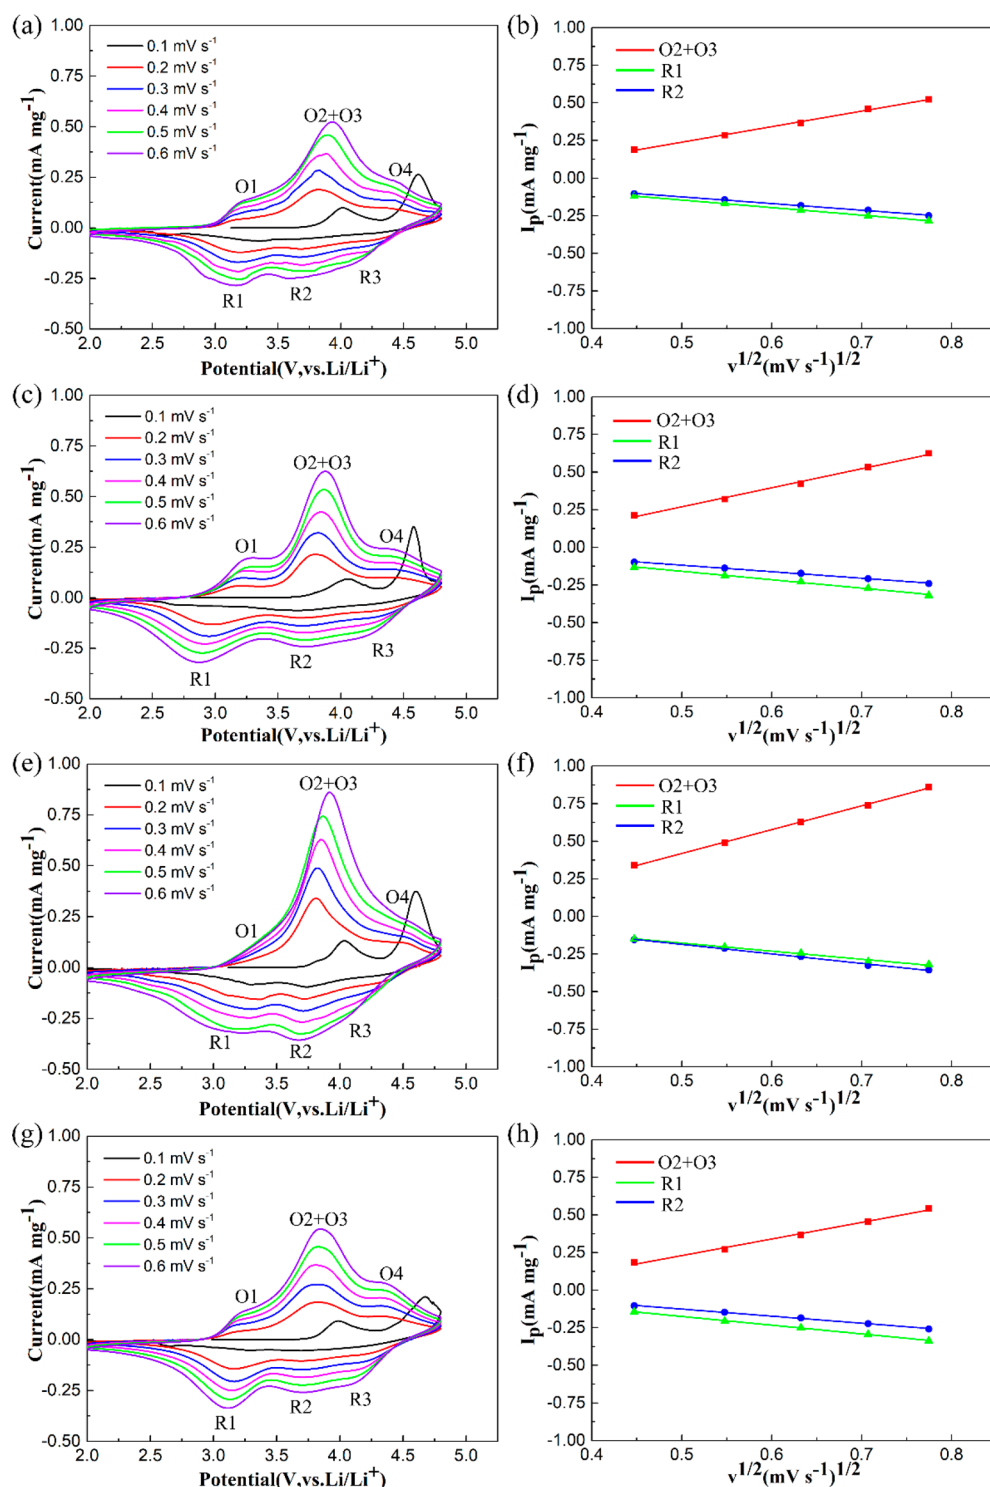 (a)
1.00
0.75
0.50
0.25
0.00
-0.25
-0.50
Current(mA mg-1)
0.1 mV s-1
0.2 mV s-1
0.3 mV s-1
0.4 mV s-1
0.5 mV s-1
0.6 mV s-1
O2+O3
O1
O4
R1
R2
R3
2.0 2.5 3.0 3.5 4.0 4.5 5.0
Potential(V,vs.Li/Li+)
(b)
1.00
0.75
0.50
0.25
0.00
-0.25
-0.50
-0.75
-1.00
Ip(mA mg-1)
O2+O3
R1
R2
0.4 0.5 0.6 0.7 0.8
v1/2(mV s-1)1/2
(c)
1.00
0.75
0.50
0.25
0.00
-0.25
-0.50
Current(mA mg-1)
0.1 mV s-1
0.2 mV s-1
0.3 mV s-1
0.4 mV s-1
0.5 mV s-1
0.6 mV s-1
O2+O3
O1
O4
R1
R2
R3
2.0 2.5 3.0 3.5 4.0 4.5 5.0
Potential(V,vs.Li/Li+)
(d)
1.00
0.75
0.50
0.25
0.00
-0.25
-0.50
-0.75
-1.00
Ip(mA mg-1)
O2+O3
R1
R2
0.4 0.5 0.6 0.7 0.8
v1/2(mV s-1)1/2
(e)
1.00
0.75
0.50
0.25
0.00
-0.25
-0.50
Current(mA mg-1)
0.1 mV s-1
0.2 mV s-1
0.3 mV s-1
0.4 mV s-1
0.5 mV s-1
0.6 mV s-1
O2+O3
O1
O4
R1
R2
R3
2.0 2.5 3.0 3.5 4.0 4.5 5.0
Potential(V,vs.Li/Li+)
(f)
1.00
0.75
0.50
0.25
0.00
-0.25
-0.50
-0.75
-1.00
Ip(mA mg-1)
O2+O3
R1
R2
0.4 0.5 0.6 0.7 0.8
v1/2(mV s-1)1/2
(g)
1.00
0.75
0.50
0.25
0.00
-0.25
-0.50
Current(mA mg-1)
0.1 mV s-1
0.2 mV s-1
0.3 mV s-1
0.4 mV s-1
0.5 mV s-1
0.6 mV s-1
O2+O3
O1
O4
R1
R2
R3
2.0 2.5 3.0 3.5 4.0 4.5 5.0
Potential(V,vs.Li/Li+)
(h)
1.00
0.75
0.50
0.25
0.00
-0.25
-0.50
-0.75
-1.00
Ip(mA mg-1)
O2+O3
R1
R2
0.4 0.5 0.6 0.7 0.8
v1/2(mV s-1)1/2